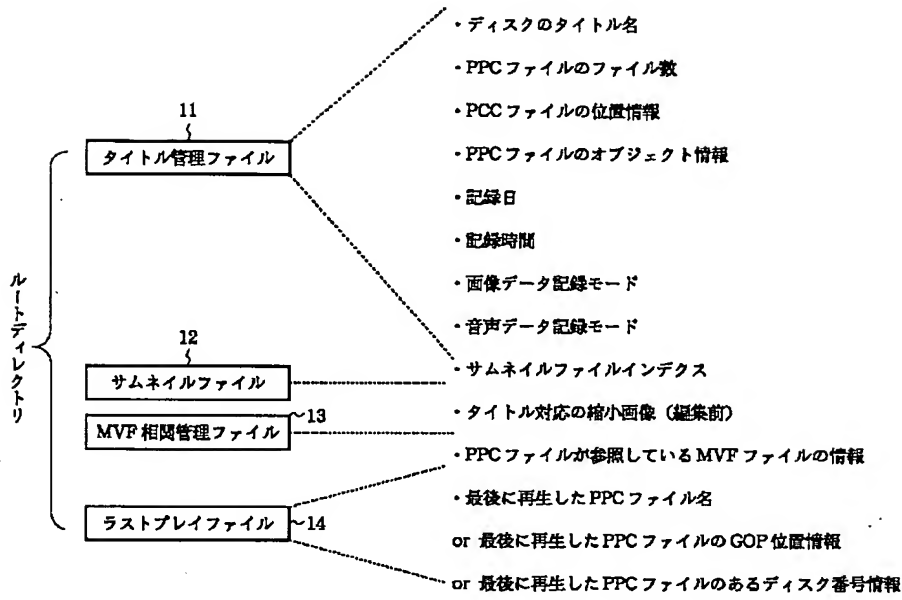 ルートディレクトリ
11
タイトル管理ファイル
12
サムネイルファイル
13
MVF相関管理ファイル
ラストプレイファイル
14
・ディスクのタイトル名
・PPCファイルのファイル数
・PCCファイルの位置情報
・PPCファイルのオブジェクト情報
・記録日
・記録時間
・画像データ記録モード
・音声データ記録モード
・サムネイルファイルインデクス
・タイトル対応の縮小画像（編集前）
・PPCファイルが参照しているMVFファイルの情報
・最後に再生したPPCファイル名
or 最後に再生したPPCファイルのGOP位置情報
or 最後に再生したPPCファイルのあるディスク番号情報